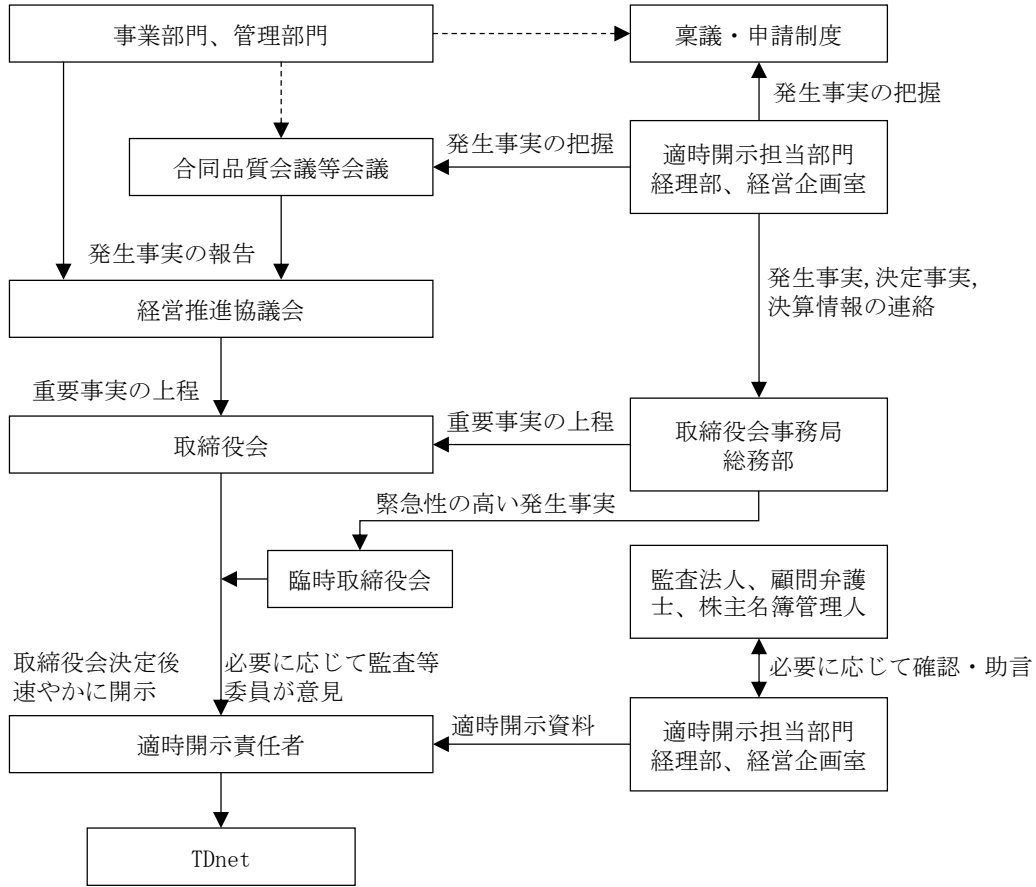 事業部門、管理部門
稟議・申請制度
発生事実の把握
合同品質会議等会議
発生事実の把握
適時開示担当部門
経理部、経営企画室
発生事実の報告
発生事実,決定事実,
決算情報の連絡
経営推進協議会
重要事実の上程
取締役会
重要事実の上程
取締役会事務局
総務部
緊急性の高い発生事実
臨時取締役会
監査法人、顧問弁護
士、株主名簿管理人
取締役会決定後
速やかに開示
必要に応じて監査等
委員が意見
必要に応じて確認・助言
適時開示責任者
適時開示資料
適時開示担当部門
経理部、経営企画室
TDnet